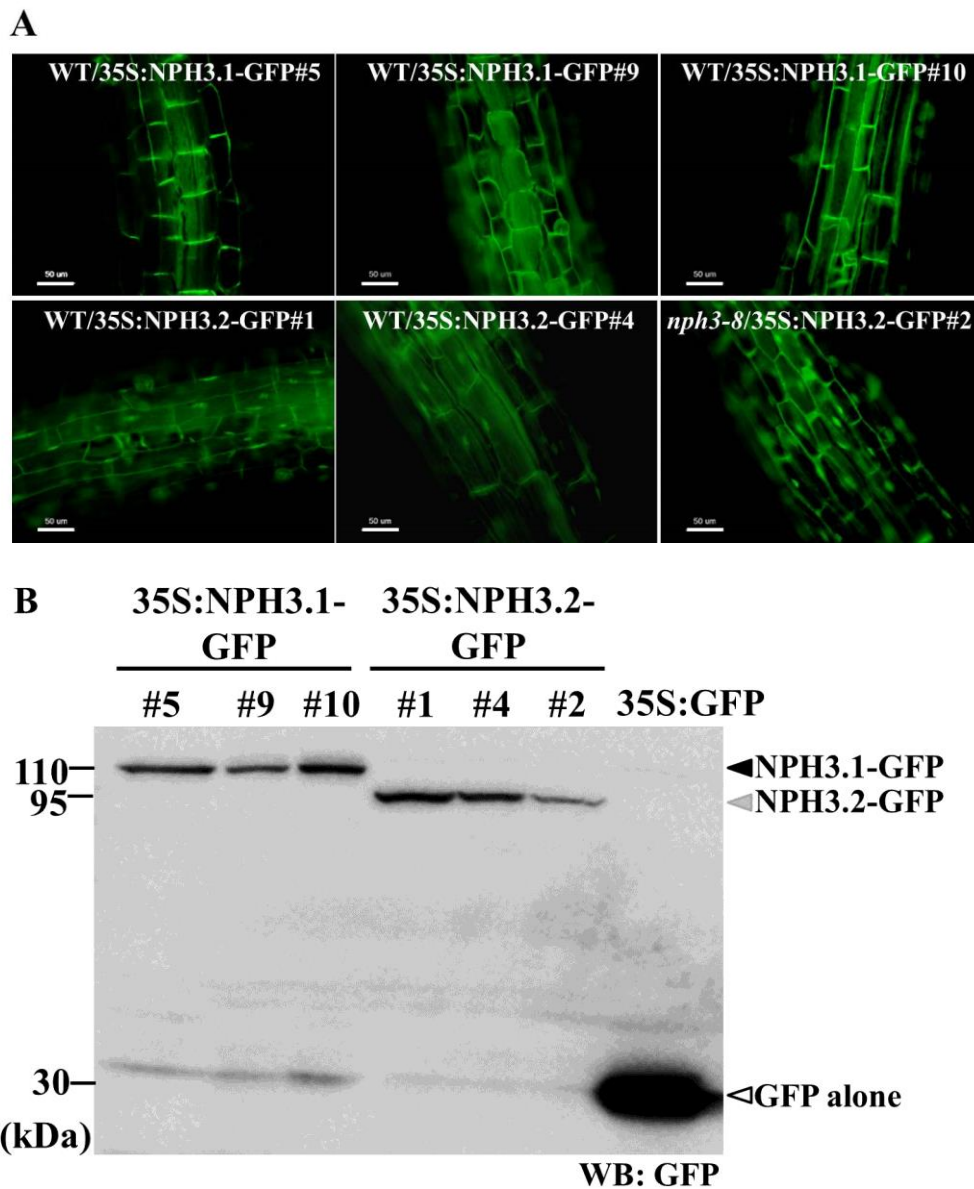 A
WT/35S:NPH3.1-GFP#5
WT/35S:NPH3.1-GFP#9
WT/35S:NPH3.1-GFP#10
50 um
50 um
50 um
WT/35S:NPH3.2-GFP#1
WT/35S:NPH3.2-GFP#4
nph3-8/35S:NPH3.2-GFP#2
50 um
50 um
50 um
B
35S:NPH3.1-
GFP
35S:NPH3.2-
GFP
#5 #9 #10 #1 #4 #2 35S:GFP
110
NPH3.1-GFP
95
NPH3.2-GFP
30
GFP alone
(kDa)
WB: GFP